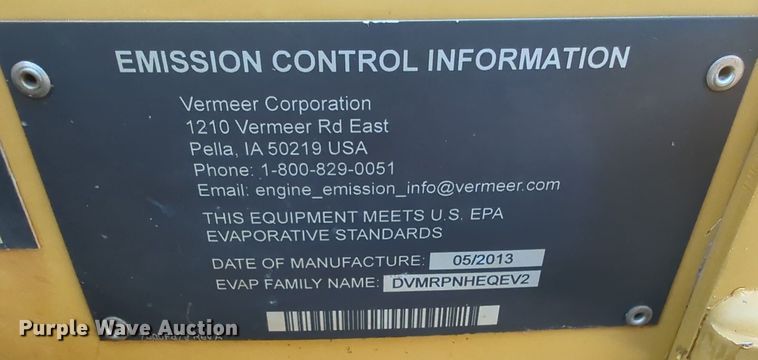 EMISSION CONTROL INFORMATION
Vermeer Corporation
1210 Vermeer Rd East
Pella, IA 50219 USA
Phone: 1-800-829-0051
Email: engine_emission_info@vermeer.com
THIS EQUIPMENT MEETS U.S. EPA
EVAPORATIVE STANDARDS
DATE OF MANUFACTURE: 05/2013
EVAP FAMILY NAME: DVMRPNHEQEV2
Purple Wave Auction